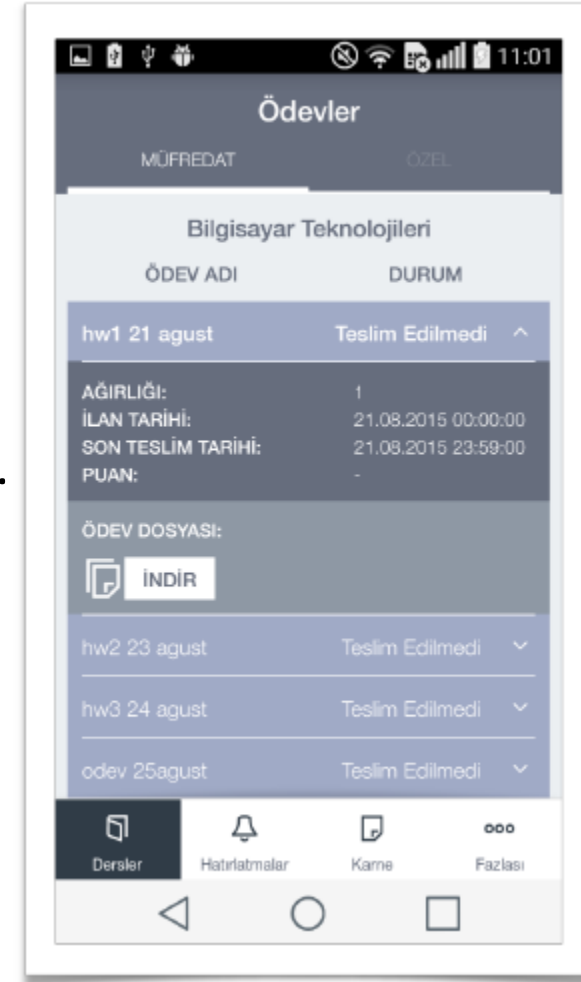 11:01
Ödevler
MÜFREDAT ÖZEL
Bilgisayar Teknolojileri
ÖDEV ADI DURUM
hw1 21 agust Teslim Edilmedi
AĞIRLIĞI: 1
İLAN TARİHİ: 21.08.2015 00:00:00
SON TESLİM TARİHİ: 21.08.2015 23:59:00
PUAN: -
ÖDEV DOSYASI:
İNDİR
hw2 23 agust Teslim Edilmedi
hw3 24 agust Teslim Edilmedi
odev 25agust Teslim Edilmedi
Dersler Hatırlatmalar Karne Fazlası